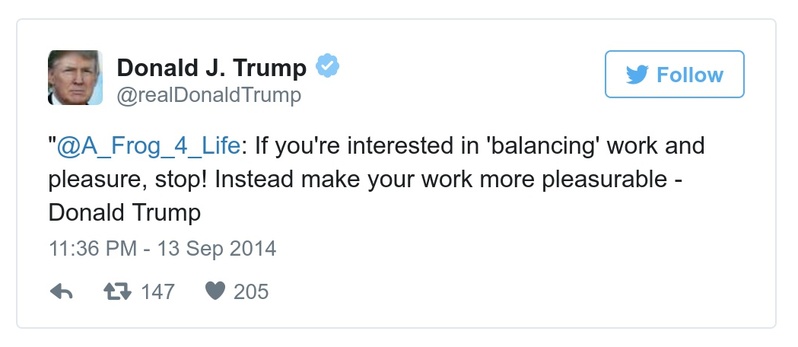 Donald J. Trump
@realDonaldTrump
Follow
"@A_Frog_4_Life: If you're interested in 'balancing' work and
pleasure, stop! Instead make your work more pleasurable -
Donald Trump
11:36 PM - 13 Sep 2014
147 205